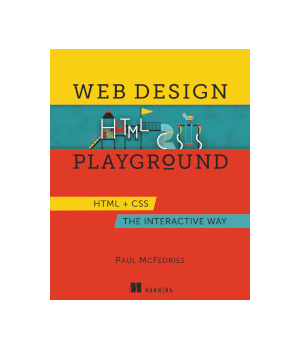 WEB DESIGN
HTML CSS
PLAYGROUND
HTML + CSS
THE INTERACTIVE WAY
PAUL MCFEDRIES
MANNING